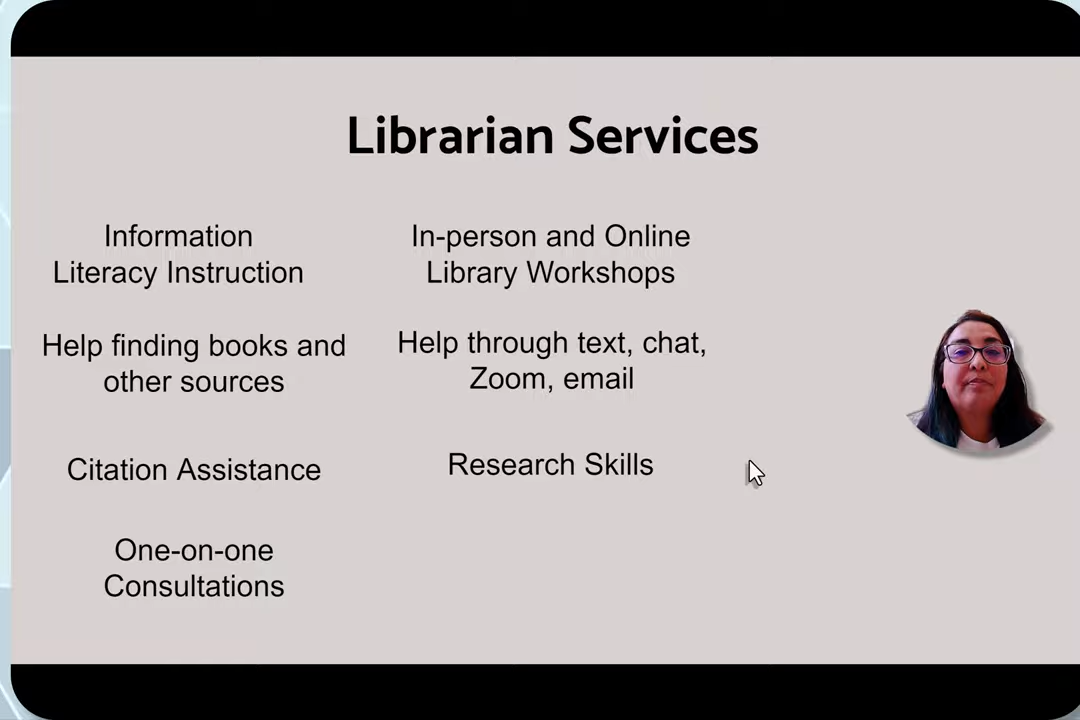 Librarian Services
Information
Literacy Instruction
In-person and Online
Library Workshops
Help finding books and
other sources
Help through text, chat,
Zoom, email
Citation Assistance
Research Skills
One-on-one
Consultations